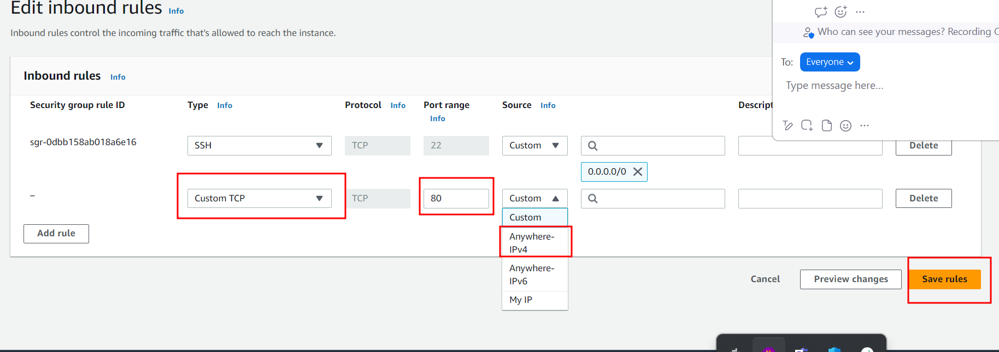 Edit inbound rules Info
Inbound rules control the incoming traffic that's allowed to reach the instance.
Inbound rules Info
Security group rule ID Type Info Protocol Info Port range Info Source Info Descript
sgr-0dbb158ab018a6e16 SSH TCP 22 Custom Delete
0.0.0.0/0
– Custom TCP TCP 80 Custom Delete
Custom
Anywhere-
IPv4
Anywhere-
IPv6
My IP
Add rule
Cancel Preview changes Save rules
Who can see your messages? Recording
To: Everyone
Type message here...